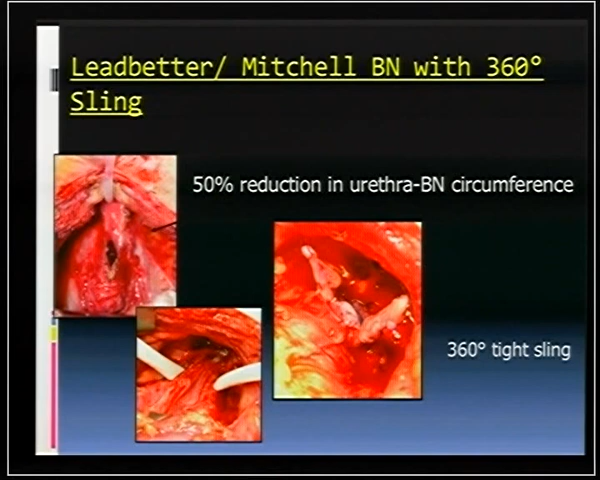 Leadbetter/ Mitchell BN with 360°
Sling
50% reduction in urethra-BN circumference
360° tight sling